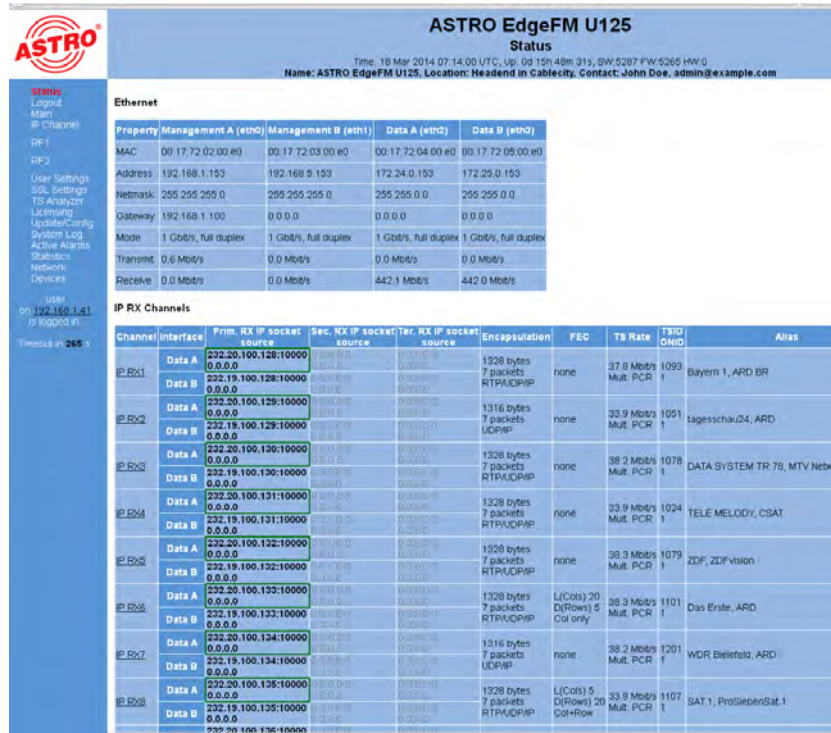 ASTRO
ASTRO EdgeFM U125
Status
Time: 18 Mar 2014 07:14:00 UTC, Up: 0d 15h 48m 31s, SW:5287 FW:5265 HW:0
Name: ASTRO EdgeFM U125, Location: Headend in Cablecity, Contact: John Doe, admin@example.com
Status
Logout
Main
IP Channel
RF1
RF2
User Settings
SSL Settings
TS Analyzer
Licensing
Update/Config
System Log
Active Alarms
Statistics
Network
Devices
user
on 192.168.1.41
is logged in
Timeout in 265 s
Ethernet
Property Management A (eth0) Management B (eth1) Data A (eth2) Data B (eth3)
MAC 00:17:72:02:00:e0 00:17:72:03:00:e0 00:17:72:04:00:e0 00:17:72:05:00:e0
Address 192.168.1.153 192.168.5.153 172.24.0.153 172.25.0.153
Netmask 255.255.255.0 255.255.255.0 255.255.0.0 255.255.0.0
Gateway 192.168.1.100 0.0.0.0 0.0.0.0 0.0.0.0
Mode 1 Gbit/s, full duplex 1 Gbit/s, full duplex 1 Gbit/s, full duplex 1 Gbit/s, full duplex
Transmit 0.6 Mbit/s 0.0 Mbit/s 0.0 Mbit/s 0.0 Mbit/s
Receive 0.0 Mbit/s 0.0 Mbit/s 442.1 Mbit/s 442.0 Mbit/s
IP RX Channels
Channel Interface Prim. RX IP socket source Sec. RX IP socket source Ter. RX IP socket source Encapsulation FEC TS Rate TSID ONID Alias
IP RX1 Data A 232.20.100.128:10000 0.0.0.0
Data B 232.19.100.128:10000 0.0.0.0
1328 bytes 7 packets RTP/UDP/IP none 37.8 Mbit/s Mult. PCR 1093 1 Bayern 1, ARD BR
IP RX2 Data A 232.20.100.129:10000 0.0.0.0
Data B 232.19.100.129:10000 0.0.0.0
1316 bytes 7 packets UDP/IP none 33.9 Mbit/s Mult. PCR 1051 1 tagesschau24, ARD
IP RX3 Data A 232.20.100.130:10000 0.0.0.0
Data B 232.19.100.130:10000 0.0.0.0
1328 bytes 7 packets RTP/UDP/IP none 38.2 Mbit/s Mult. PCR 1078 1 DATA SYSTEM TR 78, MTV Netw
IP RX4 Data A 232.20.100.131:10000 0.0.0.0
Data B 232.19.100.131:10000 0.0.0.0
1328 bytes 7 packets RTP/UDP/IP none 33.9 Mbit/s Mult. PCR 1024 1 TELE MELODY, CSAT
IP RX5 Data A 232.20.100.132:10000 0.0.0.0
Data B 232.19.100.132:10000 0.0.0.0
1328 bytes 7 packets RTP/UDP/IP none 38.3 Mbit/s Mult. PCR 1079 1 ZDF, ZDFvision
IP RX6 Data A 232.20.100.133:10000 0.0.0.0
Data B 232.19.100.133:10000 0.0.0.0
1328 bytes 7 packets RTP/UDP/IP L(Cols) 20 D(Rows) 5 Col only 38.3 Mbit/s Mult. PCR 1101 1 Das Erste, ARD
IP RX7 Data A 232.20.100.134:10000 0.0.0.0
Data B 232.19.100.134:10000 0.0.0.0
1316 bytes 7 packets UDP/IP none 38.2 Mbit/s Mult. PCR 1201 1 WDR Bielefeld, ARD
IP RX8 Data A 232.20.100.135:10000 0.0.0.0
Data B 232.19.100.135:10000 0.0.0.0
1328 bytes 7 packets RTP/UDP/IP L(Cols) 5 D(Rows) 20 Col+Row 33.9 Mbit/s Mult. PCR 1107 1 SAT.1, ProSiebenSat.1
232.20.100.136:10000